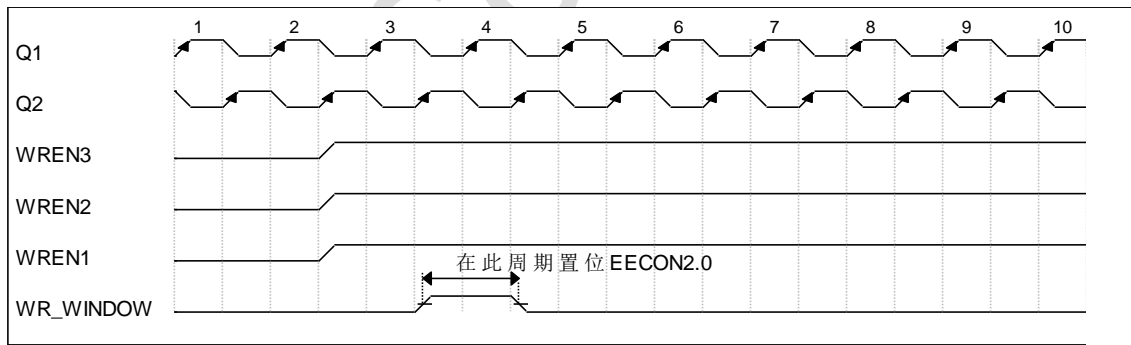 1 2 3 4 5 6 7 8 9 10
Q1
Q2
WREN3
WREN2
WREN1
在此周期置位EECON2.0
WR_WINDOW